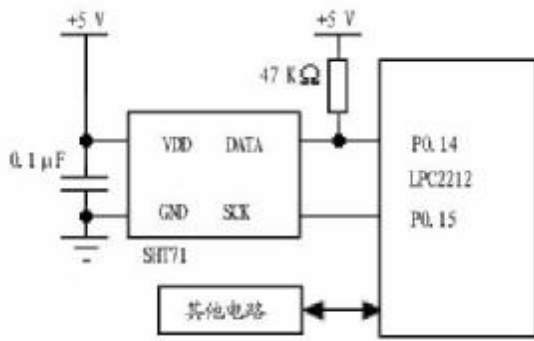 +5 V
+5 V
47 KΩ
0.1 μF
VDD DATA
GND SCK
SHT71
P0.14
LPC2212
P0.15
其他电路